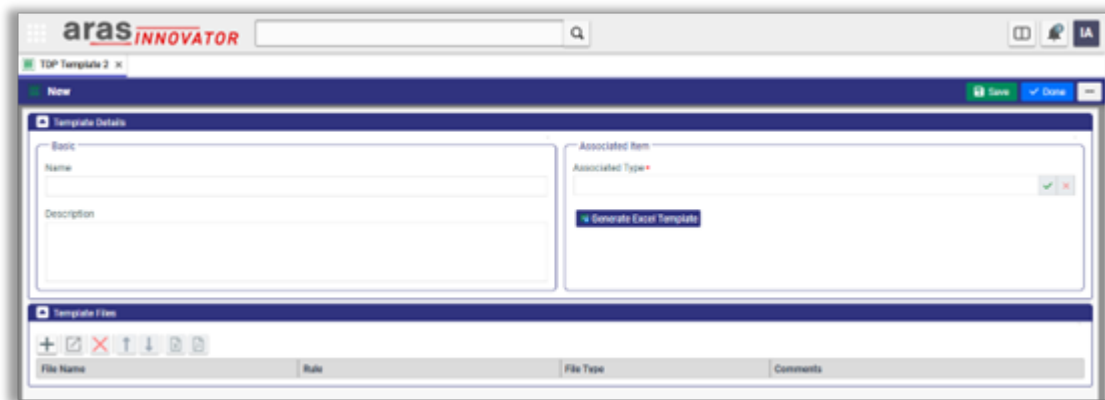 aras INNOVATOR
IA
TDP Template 2 ×
New
Save
Done
Template Details
Basic
Associated Item
Name
Associated Type•
Description
Generate Excel Template
Template Files
File Name Rule File Type Comments